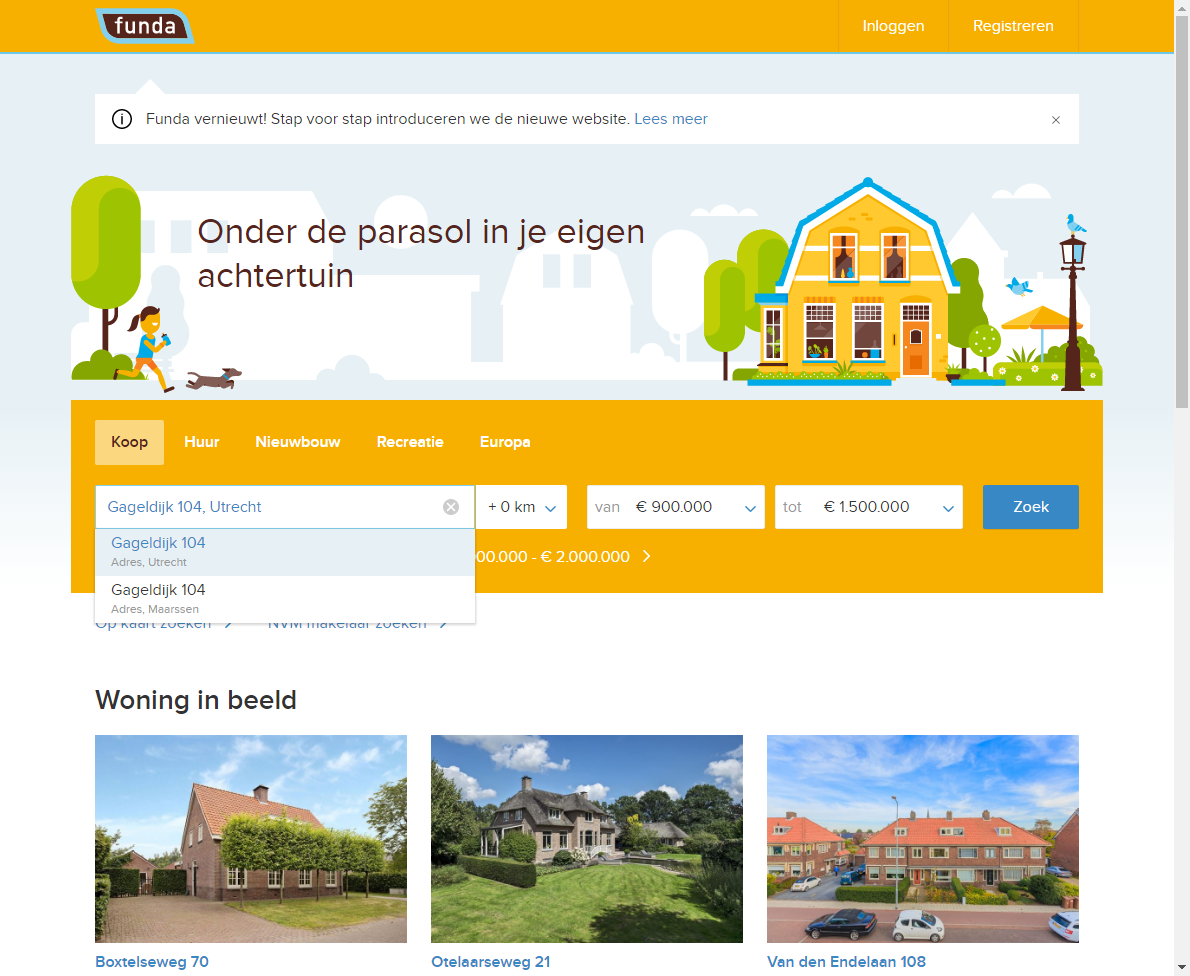 funda
Inloggen
Registreren
Funda vernieuwt! Stap voor stap introduceren we de nieuwe website. Lees meer
Onder de parasol in je eigen
achtertuin
Koop
Huur
Nieuwbouw
Recreatie
Europa
Gageldijk 104, Utrecht
+ 0 km
van € 900.000
tot € 1.500.000
Zoek
Gageldijk 104
Adres, Utrecht
00.000 - € 2.000.000
Gageldijk 104
Adres, Maarssen
Op kaart zoeken
NVM makelaar zoeken
Woning in beeld
Boxtelseweg 70
Otelaarseweg 21
Van den Endelaan 108